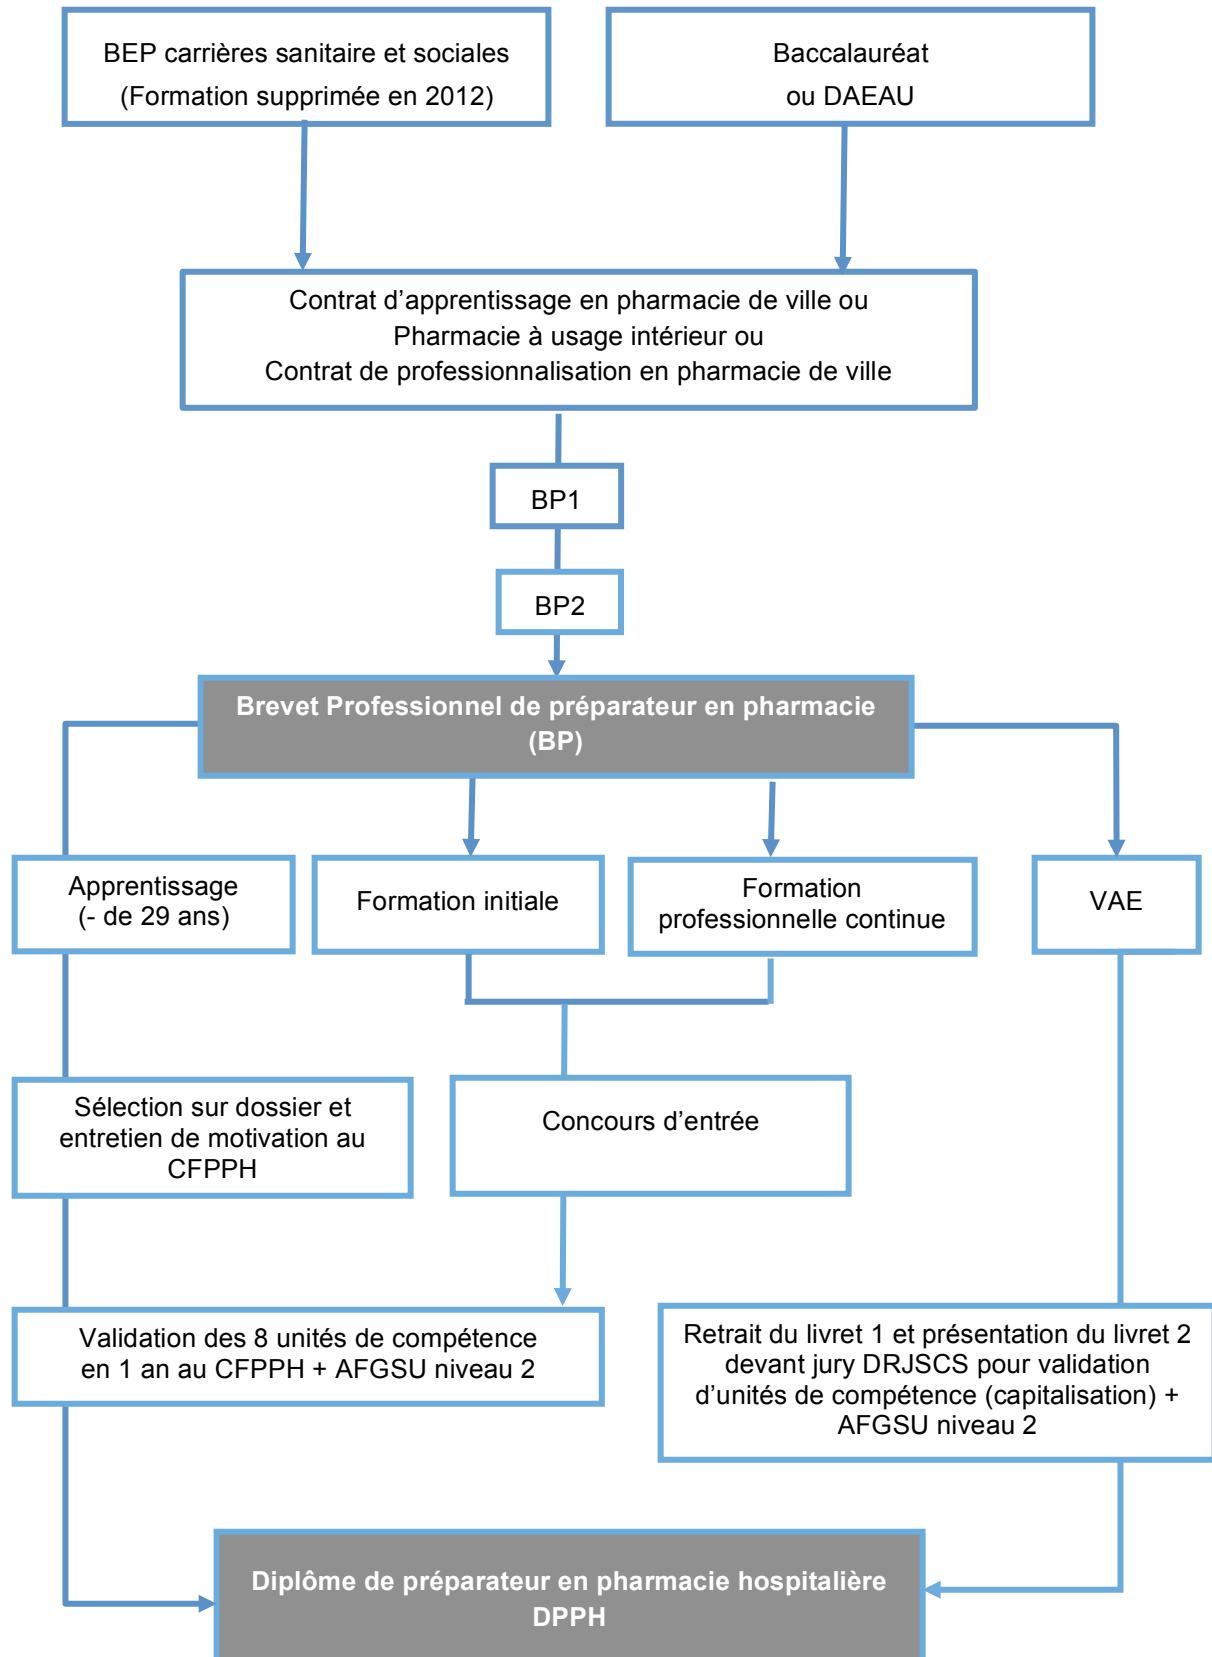 BEP carrières sanitaire et sociales
(Formation supprimée en 2012)
Baccalauréat
ou DAEAU
Contrat d'apprentissage en pharmacie de ville ou
Pharmacie à usage intérieur ou
Contrat de professionnalisation en pharmacie de ville
BP1
BP2
Brevet Professionnel de préparateur en pharmacie
(BP)
Apprentissage
(- de 29 ans)
Formation initiale
Formation
professionnelle continue
VAE
Sélection sur dossier et
entretien de motivation au
CFPPH
Concours d'entrée
Validation des 8 unités de compétence
en 1 an au CFPPH + AFGSU niveau 2
Retrait du livret 1 et présentation du livret 2
devant jury DRJSCS pour validation
d'unités de compétence (capitalisation) +
AFGSU niveau 2
Diplôme de préparateur en pharmacie hospitalière
DPPH